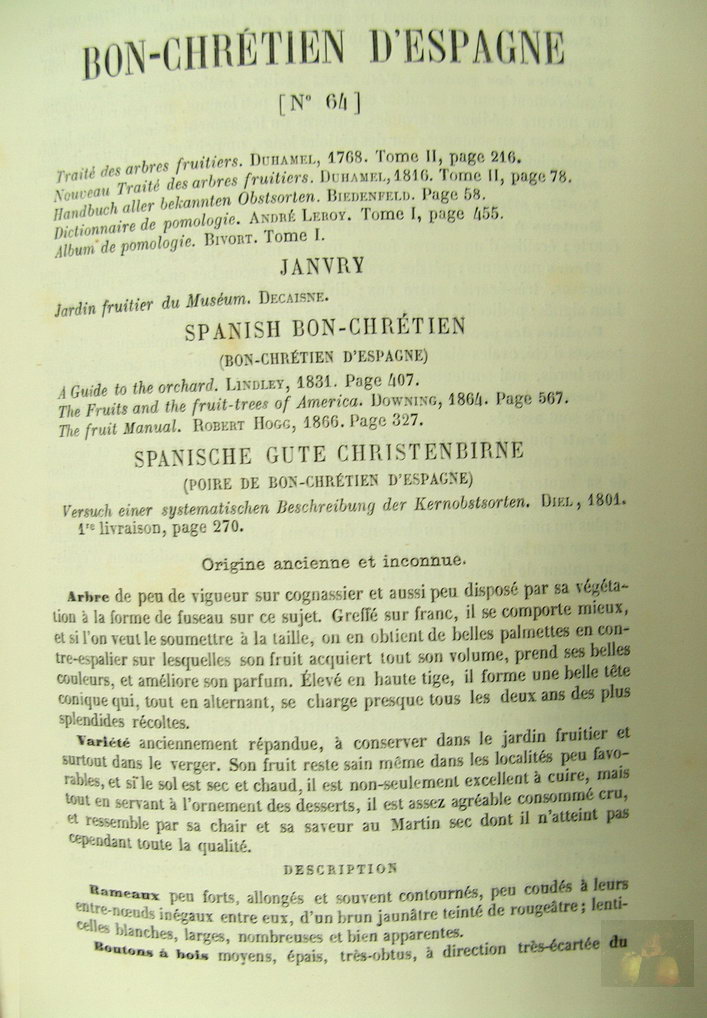 BON-CHRÉTIEN D'ESPAGNE
[N° 64]
Traité des arbres fruitiers. DUHAMEL, 1768. Tome II, page 216.
Nouveau Traité des arbres fruitiers. DUHAMEL, 1816. Tome II, page 78.
Handbuch aller bekannten Obstsorten. BIEDENFELD. Page 58.
Dictionnaire de pomologie. ANDRÉ LEROY. Tome I, page 455.
Album de pomologie. BIVORT. Tome I.
JANVRY
Jardin fruitier du Muséum. DECAISNE.
SPANISH BON-CHRÉTIEN
(BON-CHRÉTIEN D'ESPAGNE)
A Guide to the orchard. LINDLEY, 1831. Page 407.
The Fruits and the fruit-trees of America. DOWNING, 1864. Page 567.
The fruit Manual. ROBERT HOGG, 1866. Page 327.
SPANISCHE GUTE CHRISTENBIRNE
(POIRE DE BON-CHRÉTIEN D'ESPAGNE)
Versuch einer systematischen Beschreibung der Kernobstsorten. DIEL, 1801.
1re livraison, page 270.
Origine ancienne et inconnue.
Arbre de peu de vigueur sur cognassier et aussi peu disposé par sa végéta-
tion à la forme de fuseau sur ce sujet. Greffé sur franc, il se comporte mieux,
et si l'on veut le soumettre à la taille, on en obtient de belles palmettes en con-
tre-espalier sur lesquelles son fruit acquiert tout son volume, prend ses belles
couleurs, et améliore son parfum. Élevé en haute tige, il forme une belle tête
conique qui, tout en alternant, se charge presque tous les deux ans des plus
splendides récoltes.
Variété anciennement répandue, à conserver dans le jardin fruitier et
surtout dans le verger. Son fruit reste sain même dans les localités peu favo-
rables, et si le sol est sec et chaud, il est non-seulement excellent à cuire, mais
tout en servant à l'ornement des desserts, il est assez agréable consommé cru,
et ressemble par sa chair et sa saveur au Martin sec dont il n'atteint pas
cependant toute la qualité.
DESCRIPTION
Rameaux peu forts, allongés et souvent contournés, peu coudés à leurs
entre-nœuds inégaux entre eux, d'un brun jaunâtre teinté de rougeâtre ; lenti-
celles blanches, larges, nombreuses et bien apparentes.
Boutons à bois moyens, épais, très-obtus, à direction très-écartée du